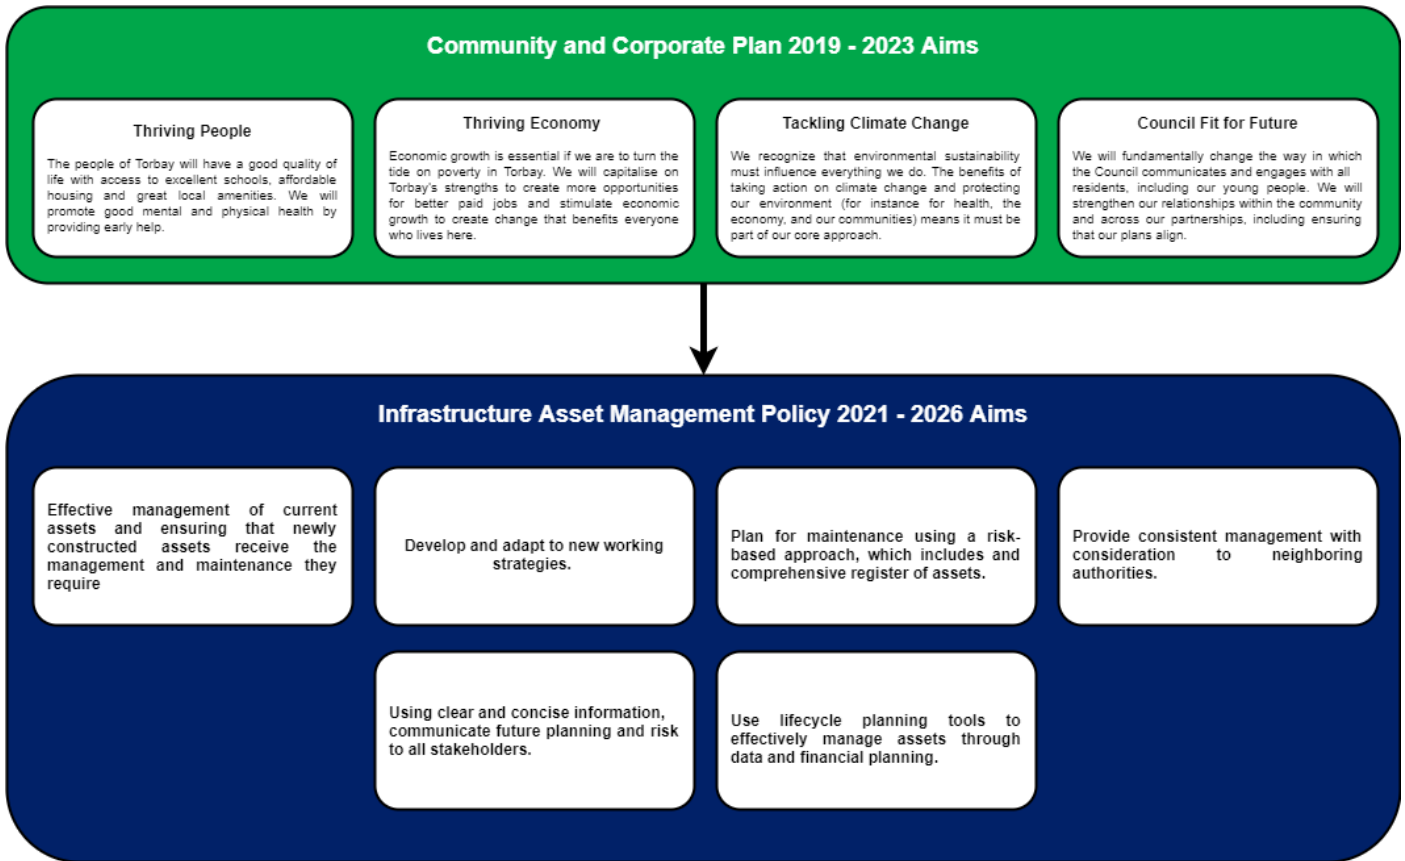 Community and Corporate Plan 2019 - 2023 Aims
Thriving People
The people of Torbay will have a good quality of
life with access to excellent schools, affordable
housing and great local amenities. We will
promote good mental and physical health by
providing early help.
Thriving Economy
Economic growth is essential if we are to turn the
tide on poverty in Torbay. We will capitalise on
Torbay's strengths to create more opportunities
for better paid jobs and stimulate economic
growth to create change that benefits everyone
who lives here.
Tackling Climate Change
We recognize that environmental sustainability
must influence everything we do. The benefits of
taking action on climate change and protecting
our environment (for instance for health, the
economy, and our communities) means it must be
part of our core approach.
Council Fit for Future
We will fundamentally change the way in which
the Council communicates and engages with all
residents, including our young people. We will
strengthen our relationships within the community
and across our partnerships, including ensuring
that our plans align.
Infrastructure Asset Management Policy 2021 - 2026 Aims
Effective management of current
assets and ensuring that newly
constructed assets receive the
management and maintenance they
require
Develop and adapt to new working
strategies.
Plan for maintenance using a risk-
based approach, which includes and
comprehensive register of assets.
Provide consistent management with
consideration to neighboring
authorities.
Using clear and concise information,
communicate future planning and risk
to all stakeholders.
Use lifecycle planning tools to
effectively manage assets through
data and financial planning.